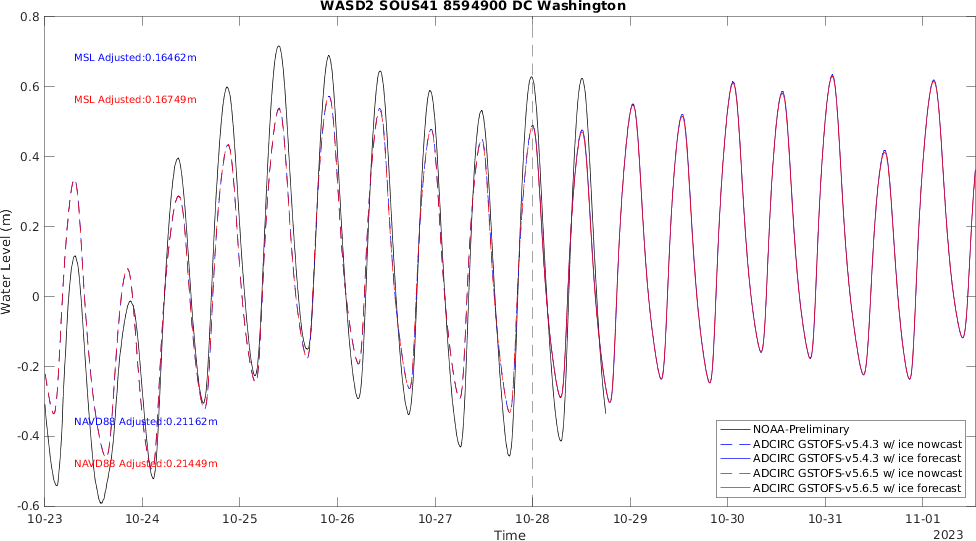 WASD2 SOUS41 8594900 DC Washington
0.8
0.6
0.4
0.2
0
-0.2
-0.4
-0.6
Water Level (m)
MSL Adjusted:0.16462m
MSL Adjusted:0.16749m
NAVD88 Adjusted:0.21162m
NAVD88 Adjusted:0.21449m
NOAA-Preliminary
ADCIRC GSTOFS-v5.4.3 w/ ice nowcast
ADCIRC GSTOFS-v5.4.3 w/ ice forecast
ADCIRC GSTOFS-v5.6.5 w/ ice nowcast
ADCIRC GSTOFS-v5.6.5 w/ ice forecast
10-23 10-24 10-25 10-26 10-27 10-28 10-29 10-30 10-31 11-01
Time
2023